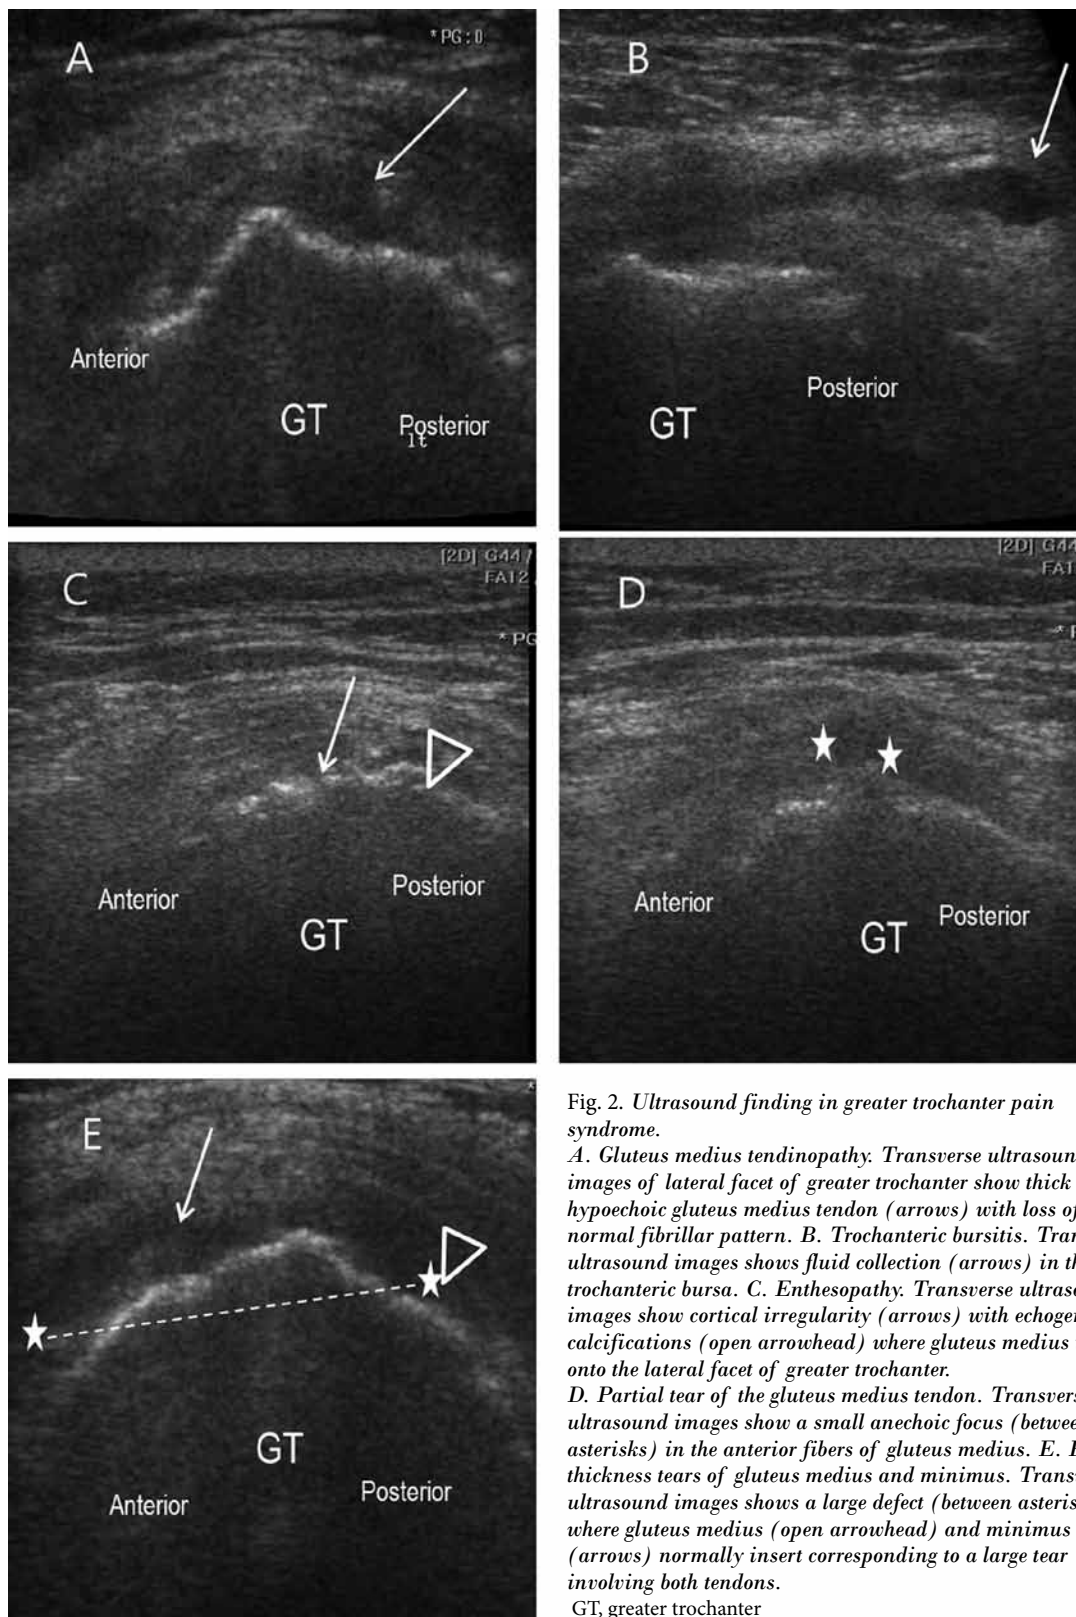 A
*PG:0
Anterior
GT
Posterior
lt
B
Posterior
GT
C
[2D] G44 /
FA12
* PG
Anterior
Posterior
GT
D
[2D] G44
FA1
Anterior
Posterior
GT
E
GT
Anterior
Posterior
Fig. 2. Ultrasound finding in greater trochanter pain
syndrome.
A. Gluteus medius tendinopathy. Transverse ultrasoun
images of lateral facet of greater trochanter show thick
hypoechoic gluteus medius tendon (arrows) with loss of
normal fibrillar pattern. B. Trochanteric bursitis. Tran
ultrasound images shows fluid collection (arrows) in th
trochanteric bursa. C. Enthesopathy. Transverse ultras
images show cortical irregularity (arrows) with echoge
calcifications (open arrowhead) where gluteus medius
onto the lateral facet of greater trochanter.
D. Partial tear of the gluteus medius tendon. Transvers
ultrasound images show a small anechoic focus (betwee
asterisks) in the anterior fibers of gluteus medius. E.
thickness tears of gluteus medius and minimus. Transv
ultrasound images shows a large defect (between asteris
where gluteus medius (open arrowhead) and minimus
(arrows) normally insert corresponding to a large tear
involving both tendons.
GT, greater trochanter